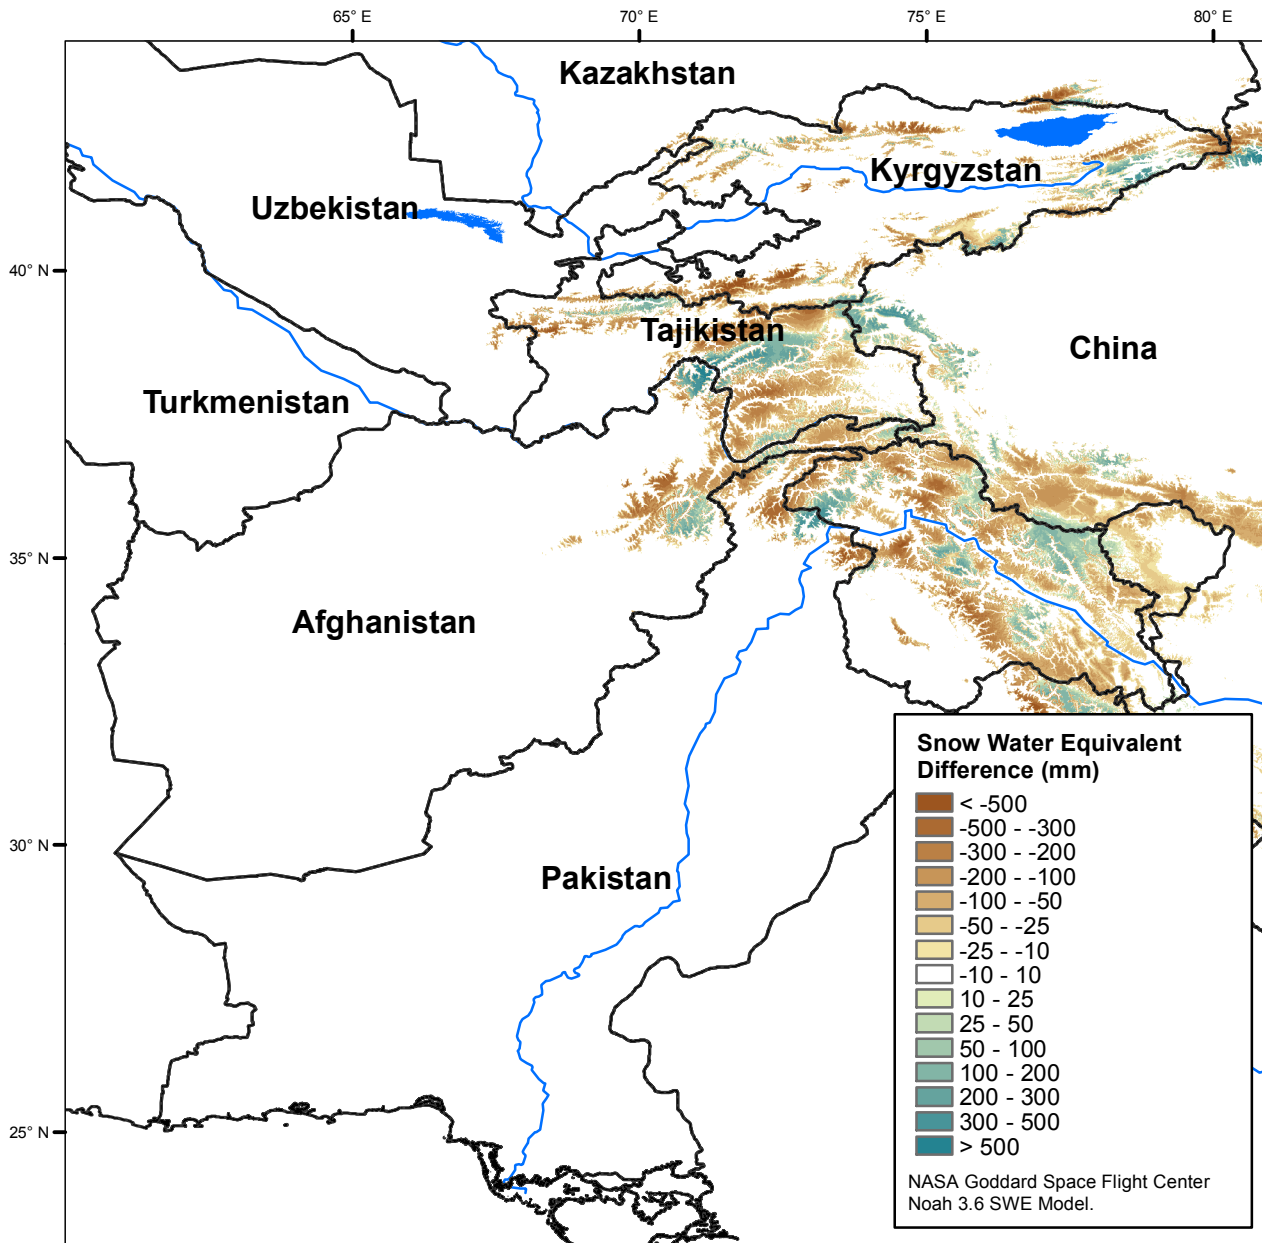 65° E
70° E
75° E
80° E
Kazakhstan
Kyrgyzstan
Uzbekistan
40° N
Tajikistan
China
Turkmenistan
35° N
Afghanistan
30° N
Pakistan
25° N
Snow Water Equivalent
Difference (mm)
< -500
-500 - -300
-300 - -200
-200 - -100
-100 - -50
-50 - -25
-25 - -10
-10 - 10
10 - 25
25 - 50
50 - 100
100 - 200
200 - 300
300 - 500
> 500
NASA Goddard Space Flight Center
Noah 3.6 SWE Model.